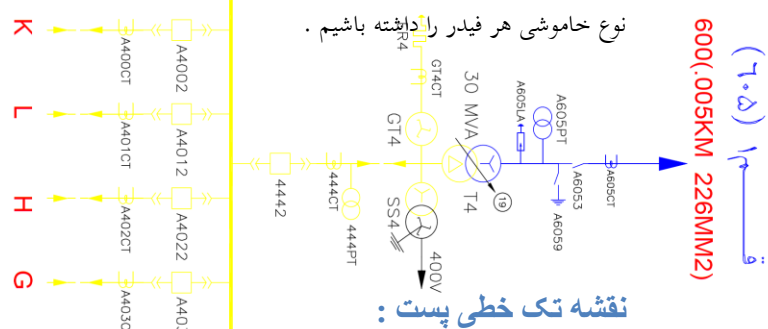 نوع خاموشی هر فیدر را داشته باشیم .
نقشه تک خطی پست :
(٦٠٥)
600(.005KM 226MM2)
K
A400CT
A4002
L
A401CT
A4012
H
A402CT
A4022
G
4442
444CT
444PT
GT4CT
GT4
SS4
400V
30 MVA
T4
19
A605LA
A605PT
A6053
A6059
A605CT